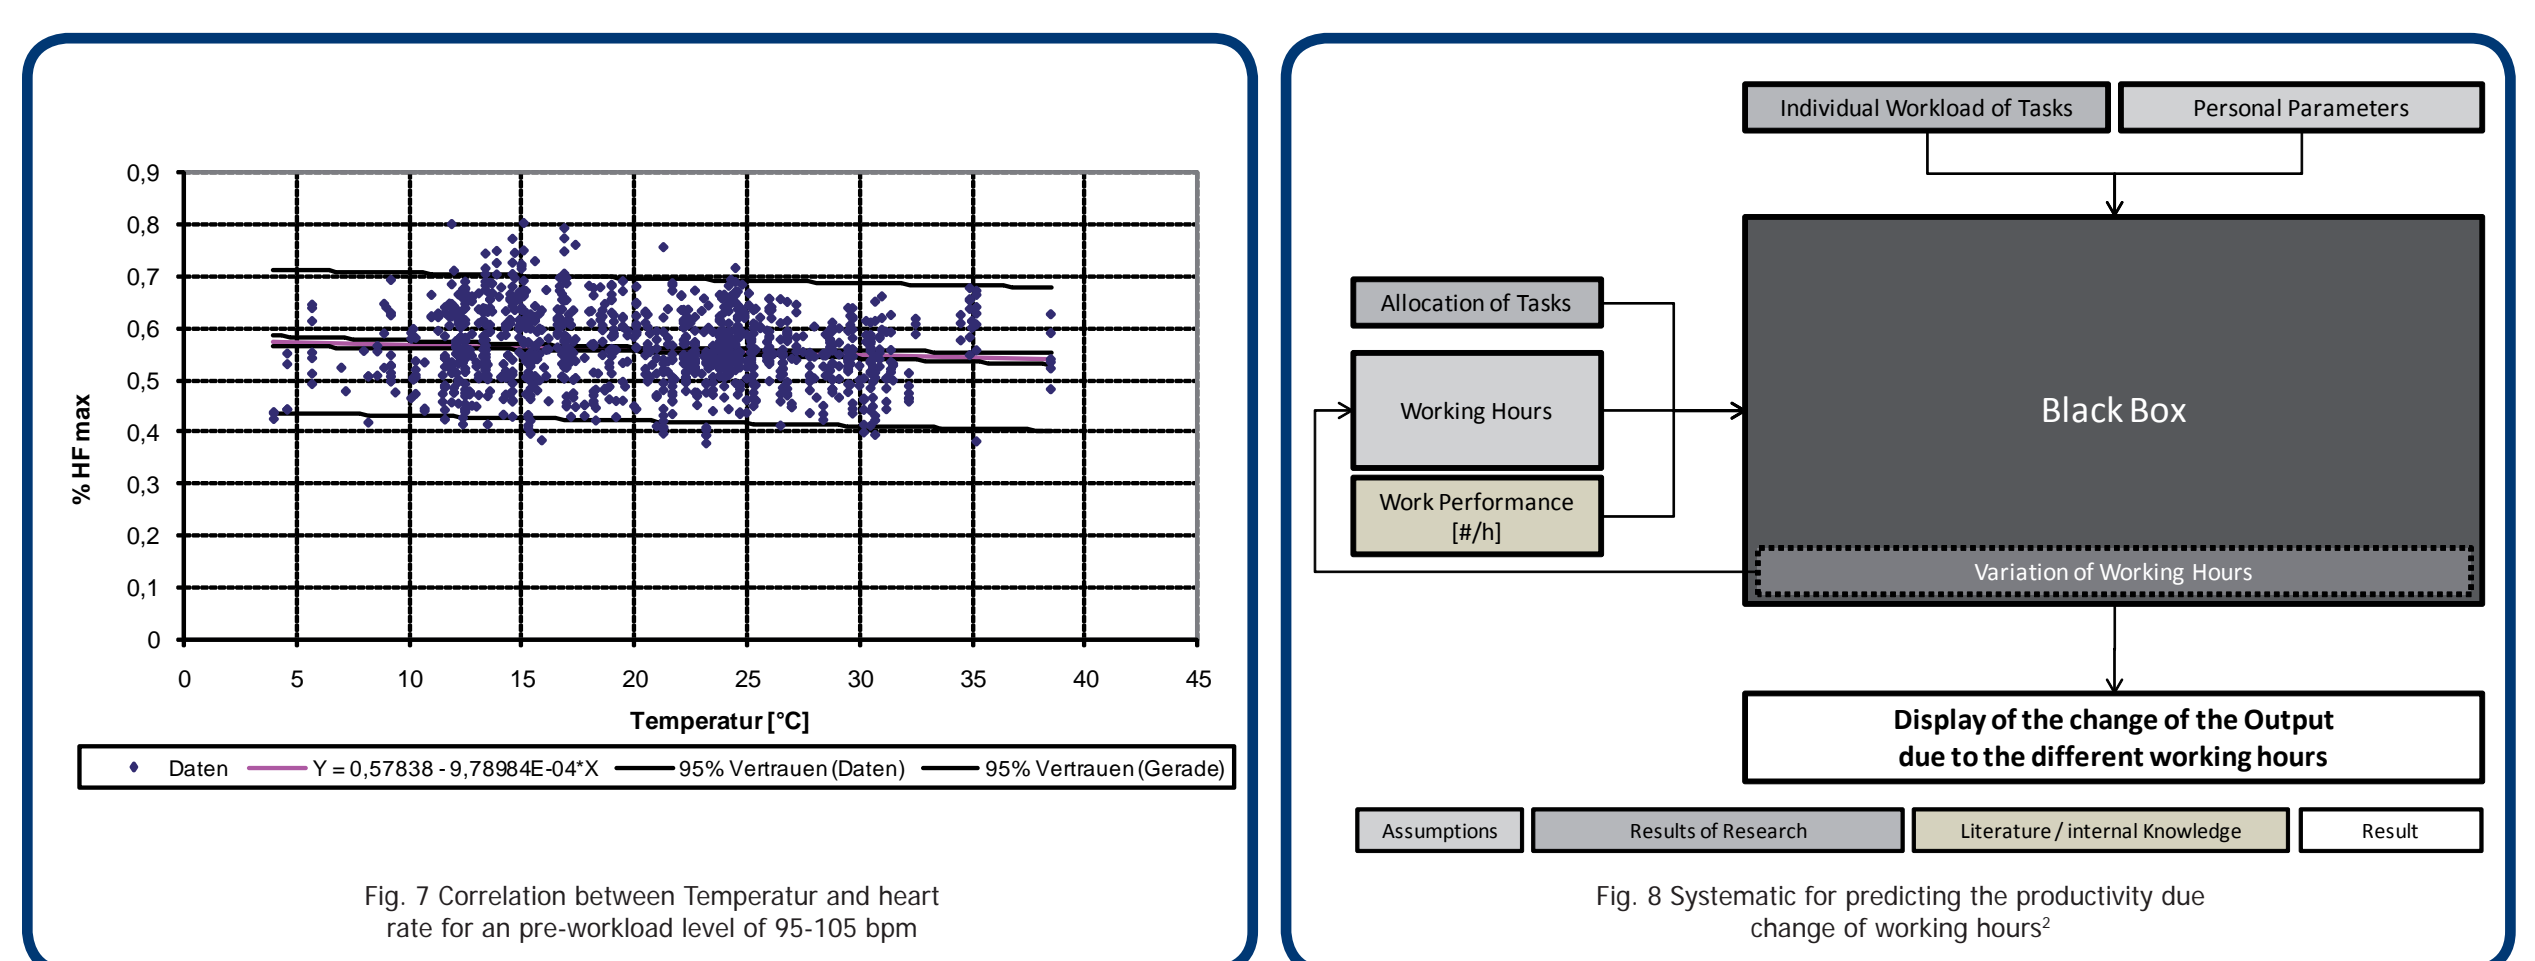 0,9
0,8
0,7
0,6
0,5
0,4
0,3
0,2
0,1
0
% HF max
0 5 10 15 20 25 30 35 40 45
Temperatur [°C]
Daten Y = 0,57838 - 9,78984E-04*X 95% Vertrauen (Daten) 95% Vertrauen (Gerade)
Fig. 7 Correlation between Temperatur and heart
rate for an pre-workload level of 95-105 bpm
Individual Workload of Tasks Personal Parameters
Allocation of Tasks
Working Hours
Work Performance
[#/h]
Black Box
Variation of Working Hours
Display of the change of the Output
due to the different working hours
Assumptions Results of Research Literature / internal Knowledge Result
Fig. 8 Systematic for predicting the productivity due
change of working hours²